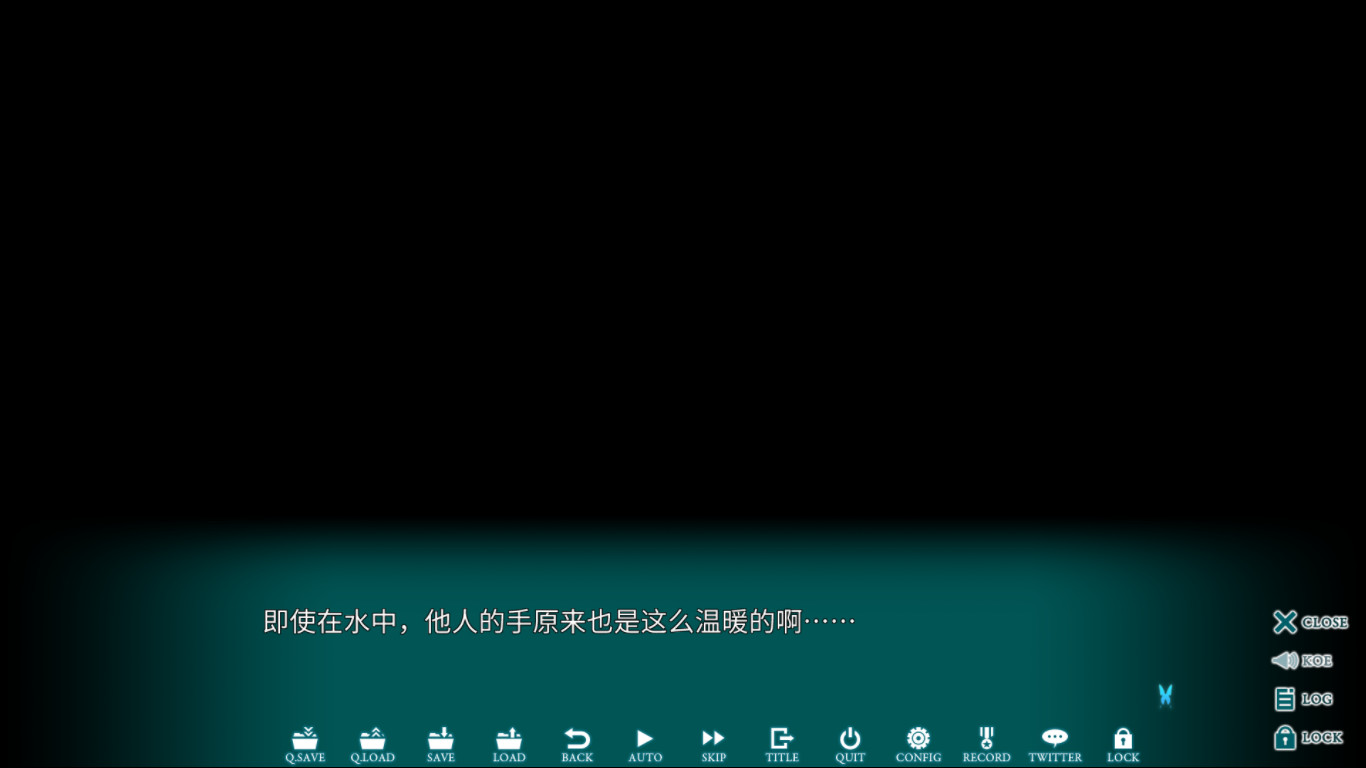 即使在水中，他人的手原来也是这么温暖的啊……
CLOSE
KOE
LOG
LOCK
Q.SAVE Q.LOAD SAVE LOAD BACK AUTO SKIP TITLE QUIT CONFIG RECORD TWITTER LOCK